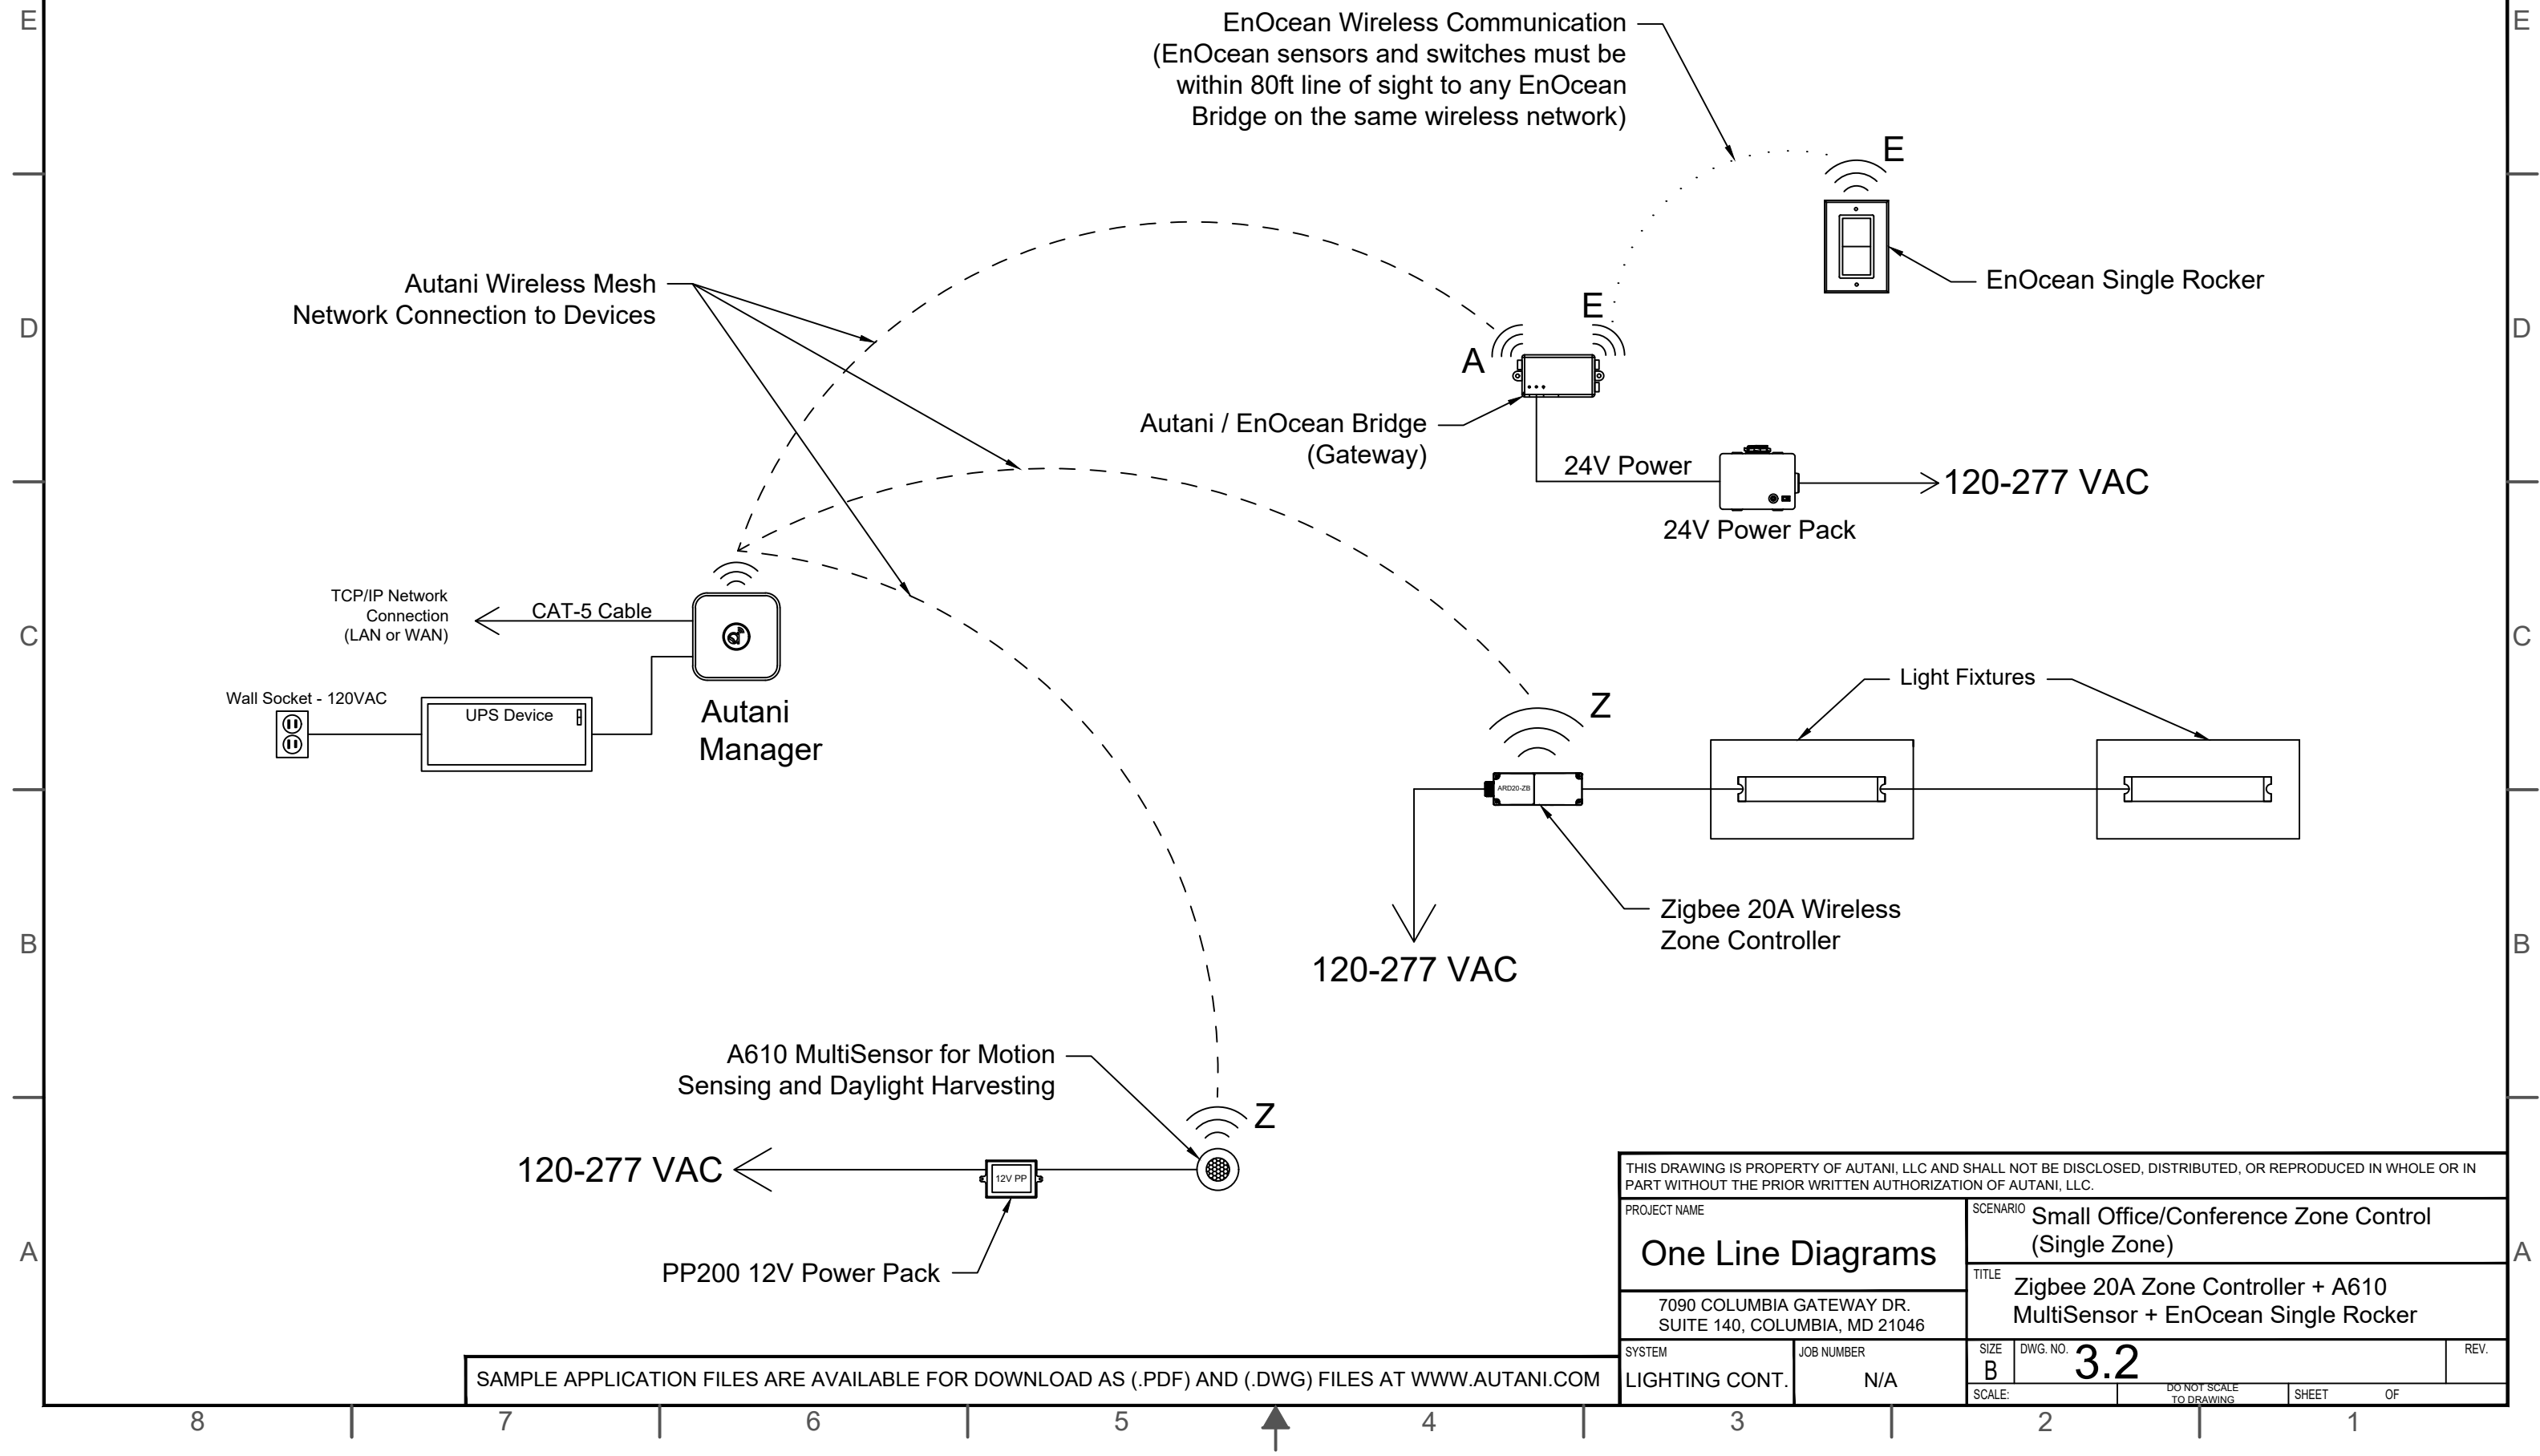 E
E
EnOcean Wireless Communication
(EnOcean sensors and switches must be
within 80ft line of sight to any EnOcean
Bridge on the same wireless network)
E
EnOcean Single Rocker
Autani Wireless Mesh
Network Connection to Devices
E
D
D
A
Autani / EnOcean Bridge
(Gateway)
24V Power
120-277 VAC
24V Power Pack
TCP/IP Network
Connection
(LAN or WAN)
CAT-5 Cable
C
C
Wall Socket - 120VAC
UPS Device
Autani
Manager
Light Fixtures
Z
ARD20-ZB
Zigbee 20A Wireless
Zone Controller
B
B
120-277 VAC
A610 MultiSensor for Motion
Sensing and Daylight Harvesting
Z
120-277 VAC
12V PP
PP200 12V Power Pack
A
A
THIS DRAWING IS PROPERTY OF AUTANI, LLC AND SHALL NOT BE DISCLOSED, DISTRIBUTED, OR REPRODUCED IN WHOLE OR IN
PART WITHOUT THE PRIOR WRITTEN AUTHORIZATION OF AUTANI, LLC.
PROJECT NAME
One Line Diagrams
SCENARIO
Small Office/Conference Zone Control
(Single Zone)
TITLE
Zigbee 20A Zone Controller + A610
MultiSensor + EnOcean Single Rocker
7090 COLUMBIA GATEWAY DR.
SUITE 140, COLUMBIA, MD 21046
SYSTEM
LIGHTING CONT.
JOB NUMBER
N/A
SIZE
B
DWG. NO.
3.2
REV.
SCALE:
DO NOT SCALE
TO DRAWING
SHEET OF
SAMPLE APPLICATION FILES ARE AVAILABLE FOR DOWNLOAD AS (.PDF) AND (.DWG) FILES AT WWW.AUTANI.COM
8 7 6 5 4 3 2 1